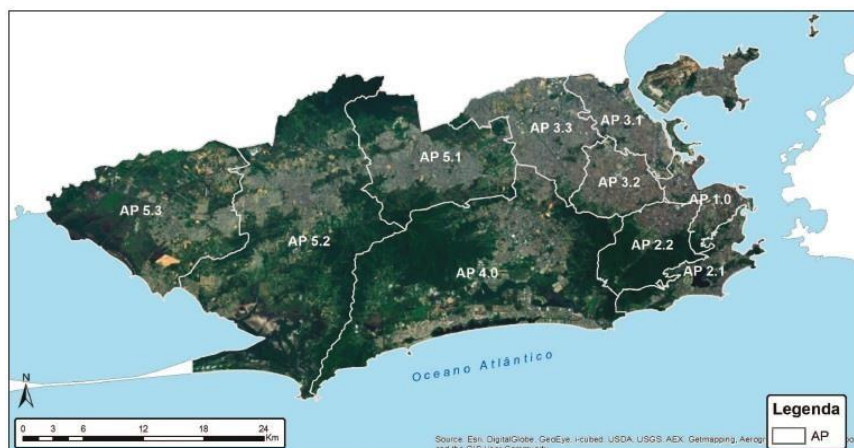 AP 3.1
AP 3.3
AP 5.1
AP 3.2
AP 1.0
AP 5.3
AP 5.2
AP 2.2
AP 4.0
AP 2.1
Oceano Atlântico
N
0 3 6 12 18 24
Km
Legenda
AP
Source: Esri, DigitalGlobe, GeoEye, i-cubed, USDA, USGS, AEX, Getmapping, Aerogr